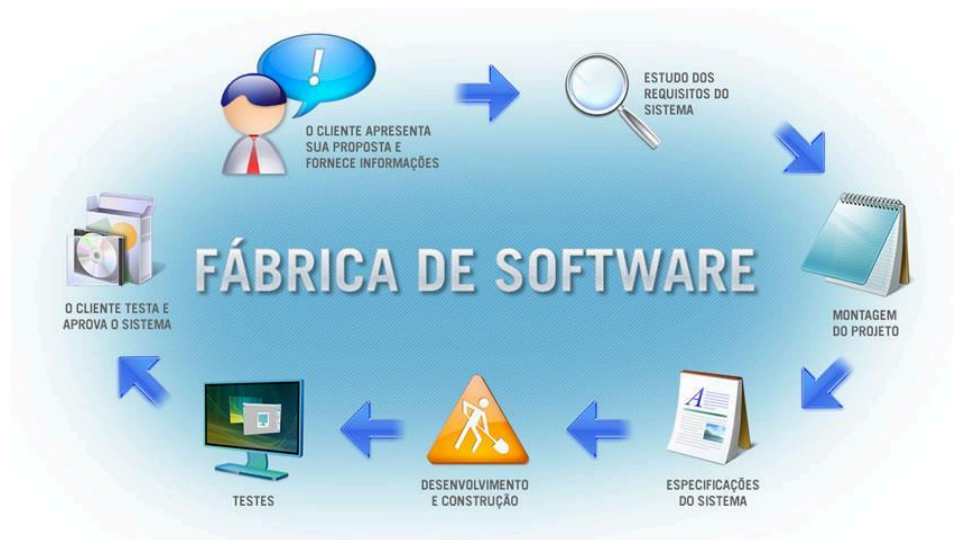 O CLIENTE APRESENTA
SUA PROPOSTA E
FORNECE INFORMAÇÕES
ESTUDO DOS
REQUISITOS DO
SISTEMA
MONTAGEM
DO PROJETO
ESPECIFICAÇÕES
DO SISTEMA
DESENVOLVIMENTO
E CONSTRUÇÃO
TESTES
O CLIENTE TESTA E
APROVA O SISTEMA
FÁBRICA DE SOFTWARE